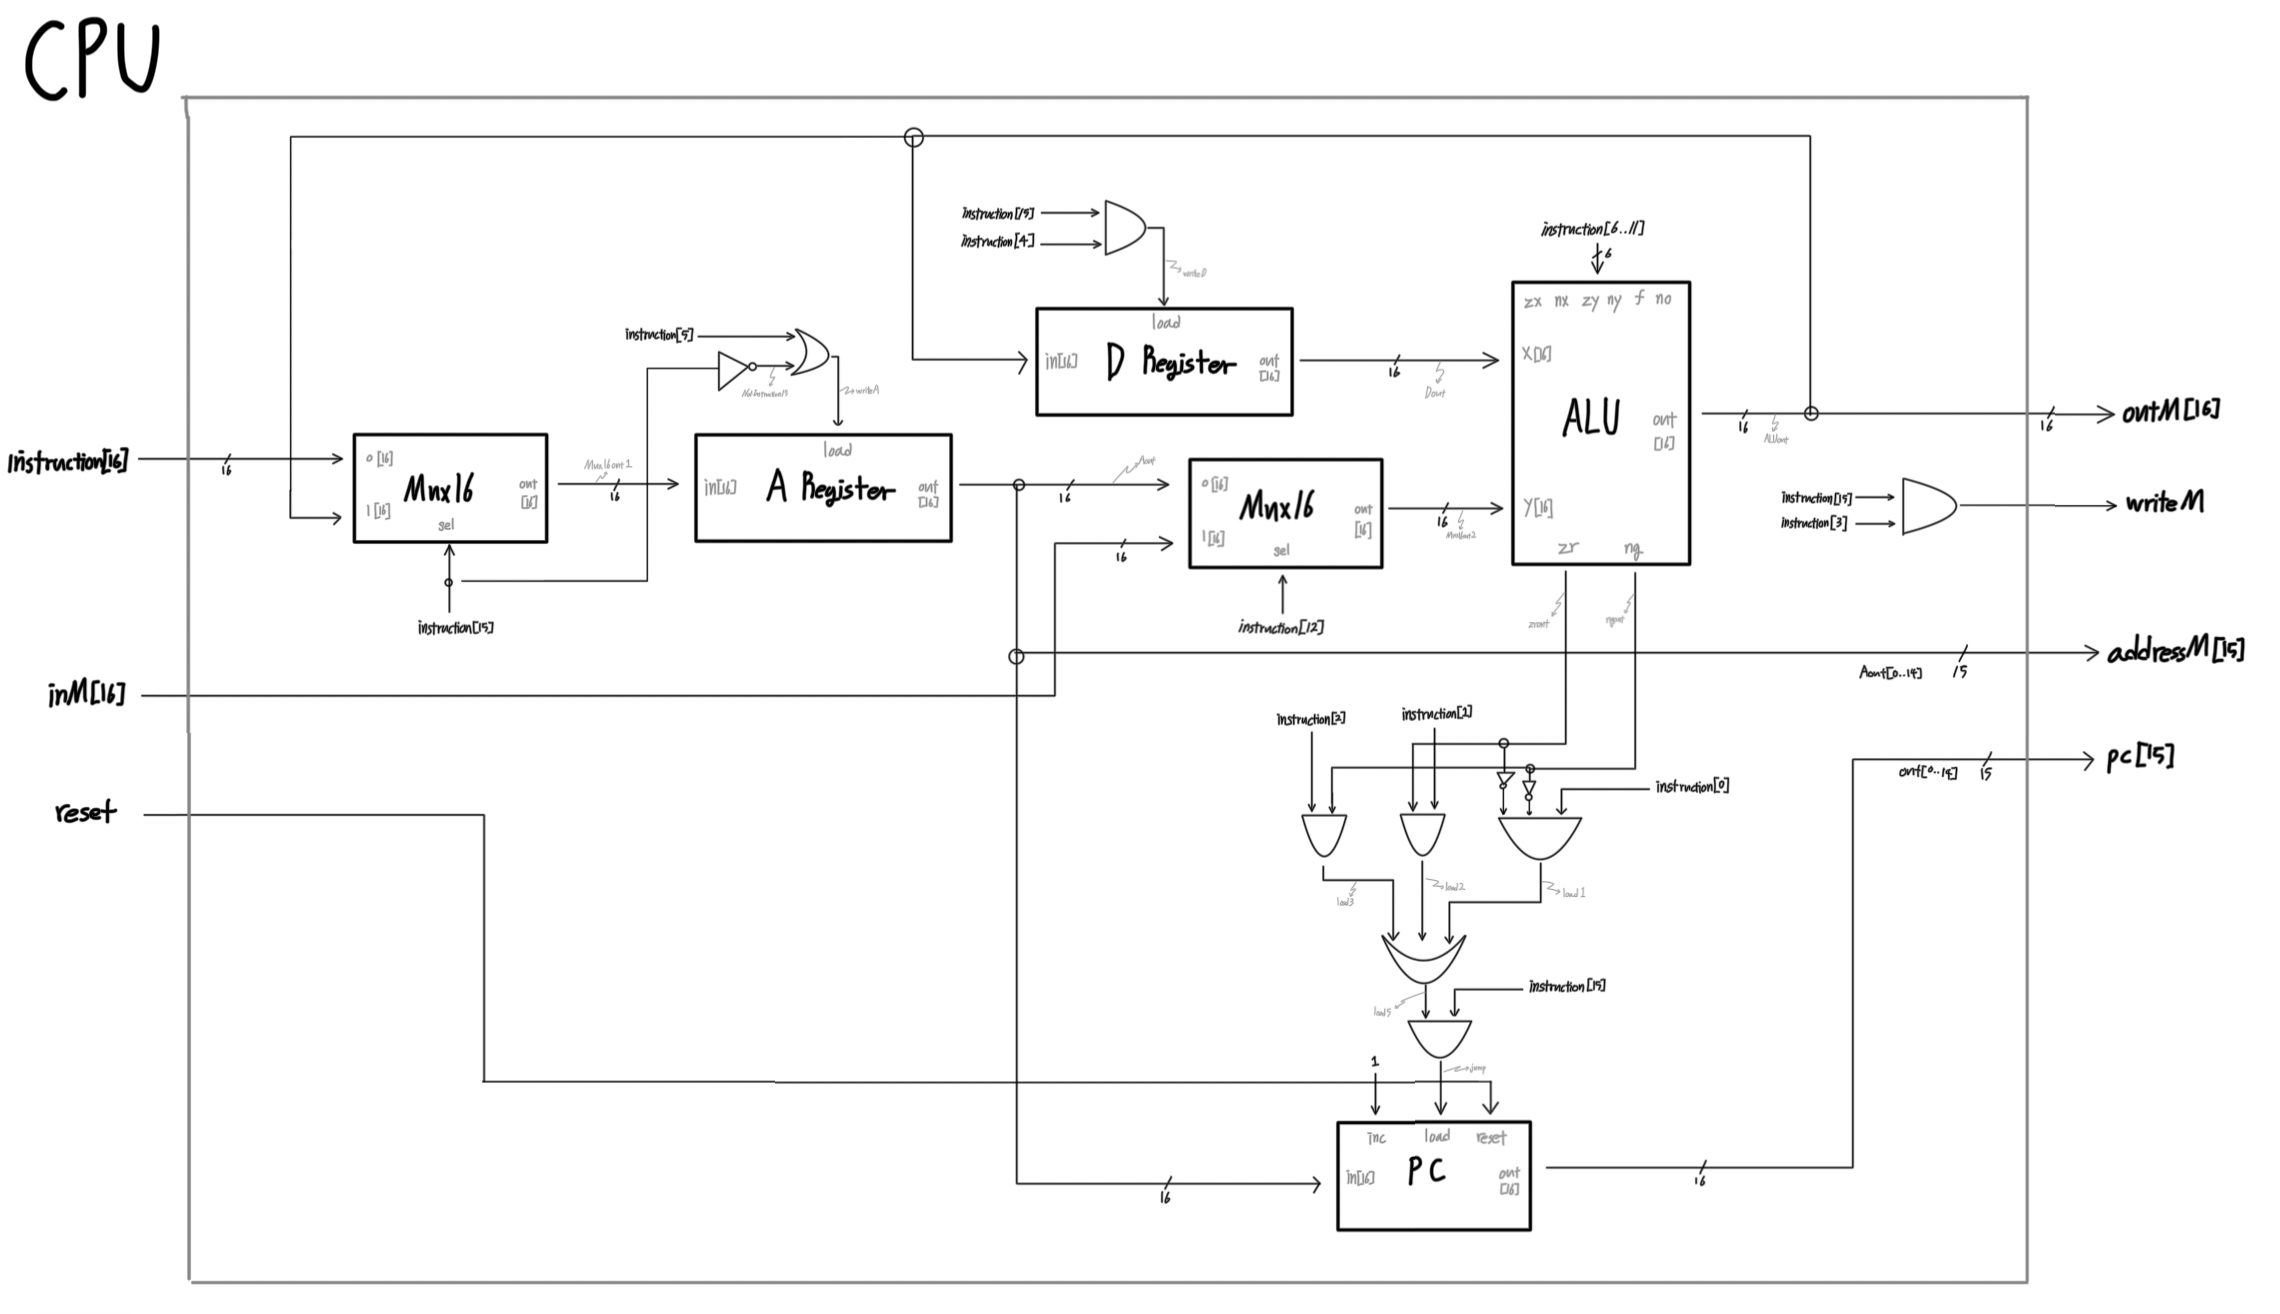 CPU
instruction[15]
instruction[4]
writeD
instruction[6..11]
6
zx nx zy ny f no
load
in[16]
D Register
out
[16]
16
Dout
X[16]
ALU
out
[16]
Y[16]
zr
ng
16
ALUout
16
outM[16]
instruction[5]
Not instruction15
writeA
Instruction[16]
16
0 [16]
Mux16
1 [16]
out
[16]
sel
Mux16out1
16
load
in[16]
A Register
out
[16]
Aout
16
0 [16]
Mux16
1 [16]
out
[16]
sel
16
16
Mux16out2
instruction[15]
instruction[3]
writeM
instruction[15]
instruction[12]
zrout
ngout
addressM[15]
Aout[0..14]
15
inM[16]
instruction[2]
instruction[1]
instruction[0]
pc[15]
out[0..14]
15
reset
load3
load2
load1
load5
instruction[15]
1
jump
inc
load
reset
in[16]
PC
out
[16]
16
16